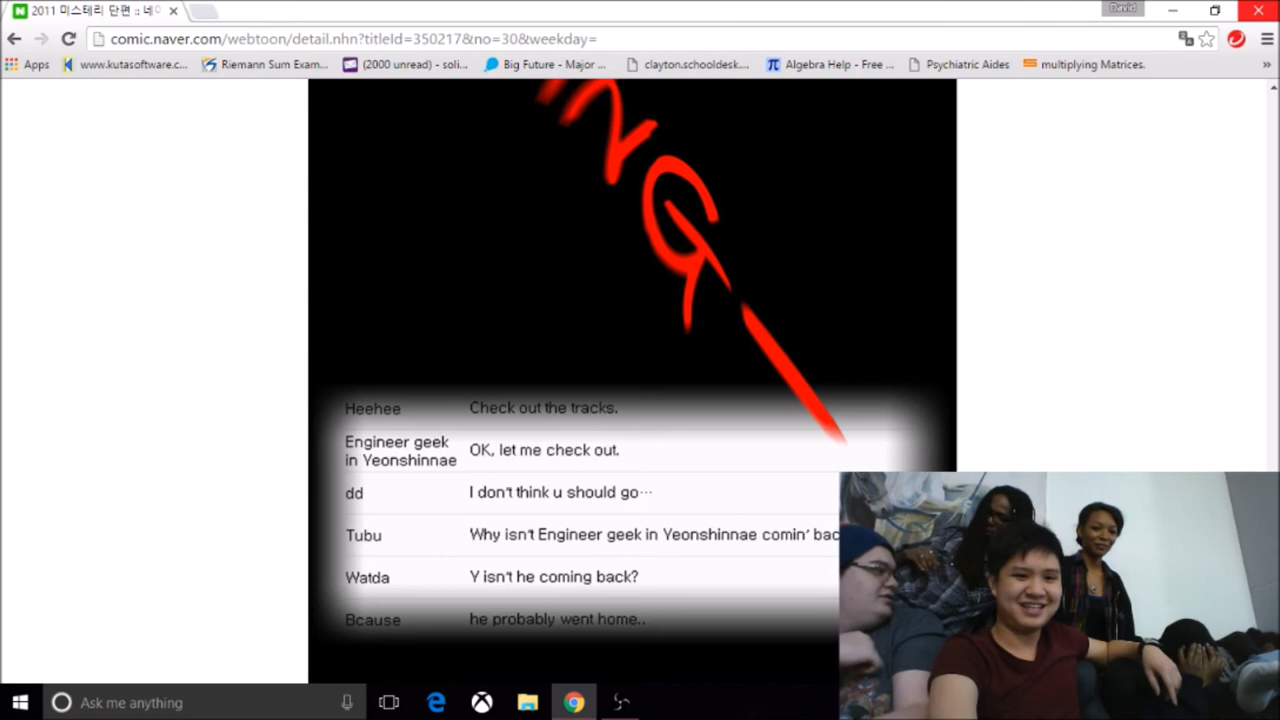 2011 미스테리 단편 :: 네이
David
comic.naver.com/webtoon/detail.nhn?titleId=350217&no=30&weekday=
Apps
www.kutasoftware.c...
Riemann Sum Exam...
(2000 unread) - soli...
Big Future - Major ...
clayton.schooldesk....
Algebra Help - Free ...
Psychiatric Aides
multiplying Matrices.
»
NG-
Heehee Check out the tracks.
Engineer geek
in Yeonshinnae OK, let me check out.
dd I don't think u should go···
Tubu Why isn't Engineer geek in Yeonshinnae comin' bac
Watda Y isn't he coming back?
Bcause he probably went home..
Ask me anything